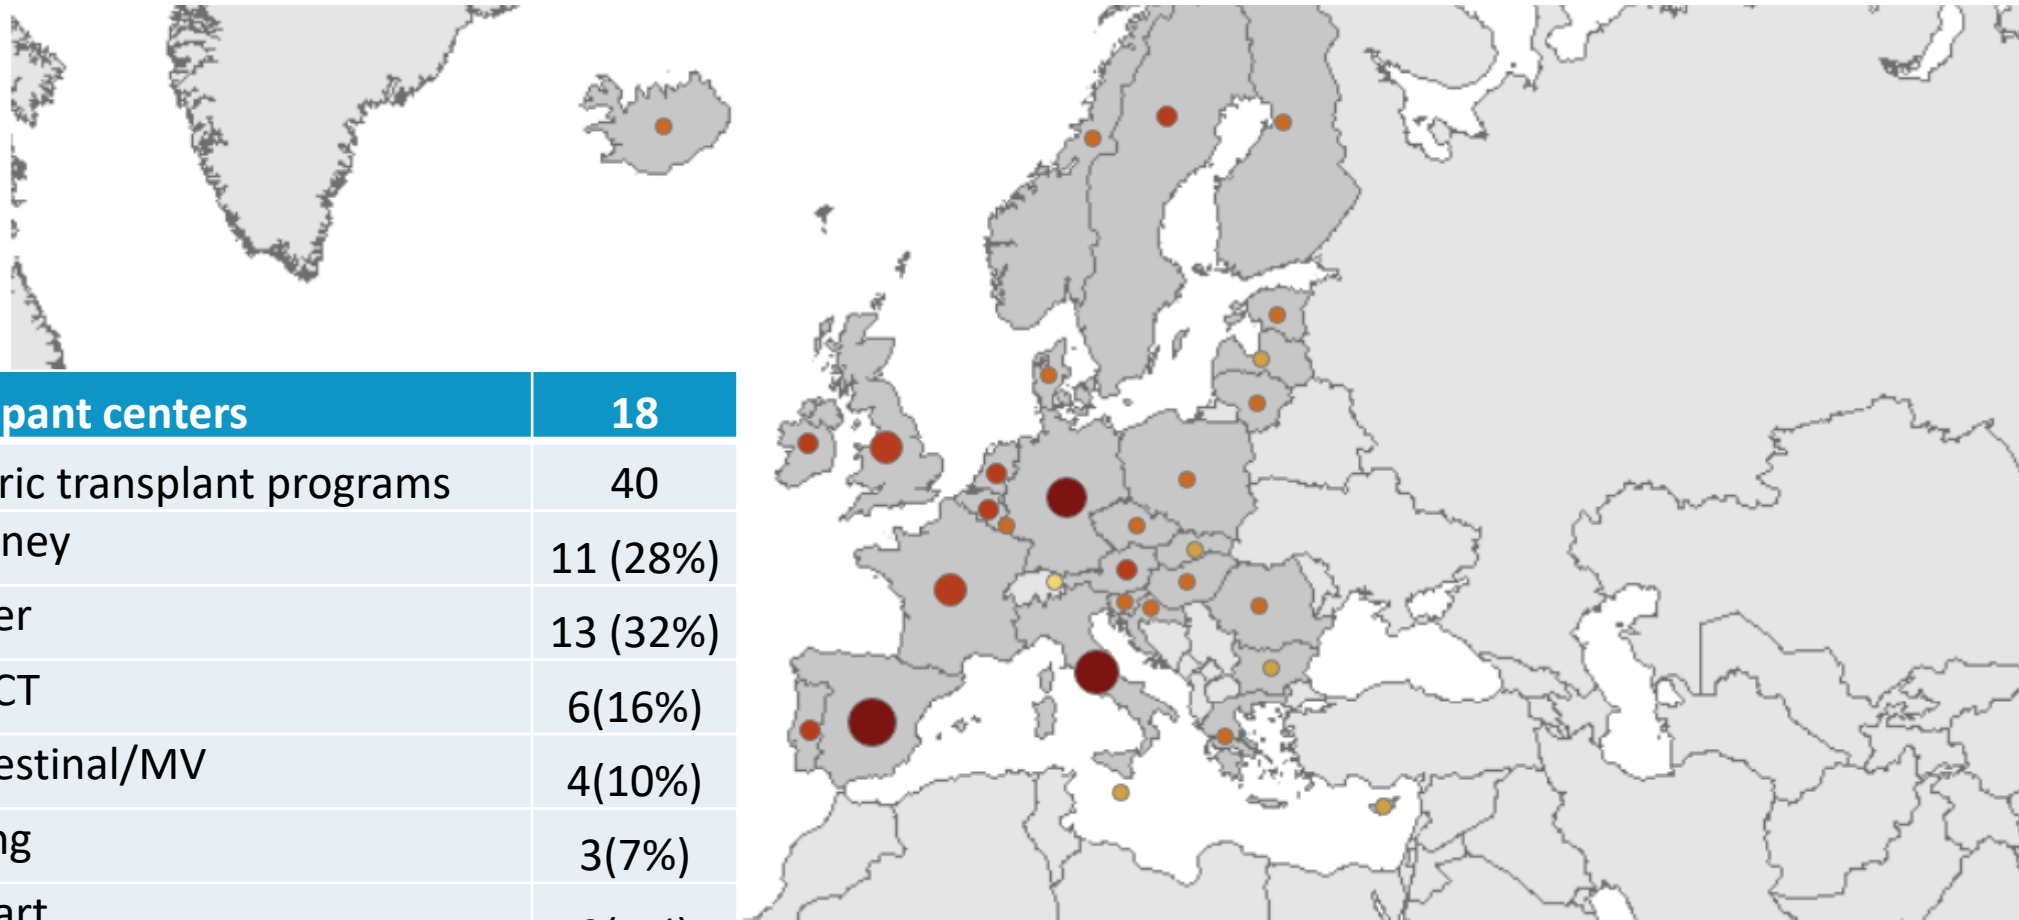 pant centers 18
ric transplant programs 40
ney 11 (28%)
er 13 (32%)
CT 6(16%)
estinal/MV 4(10%)
ng 3(7%)
art